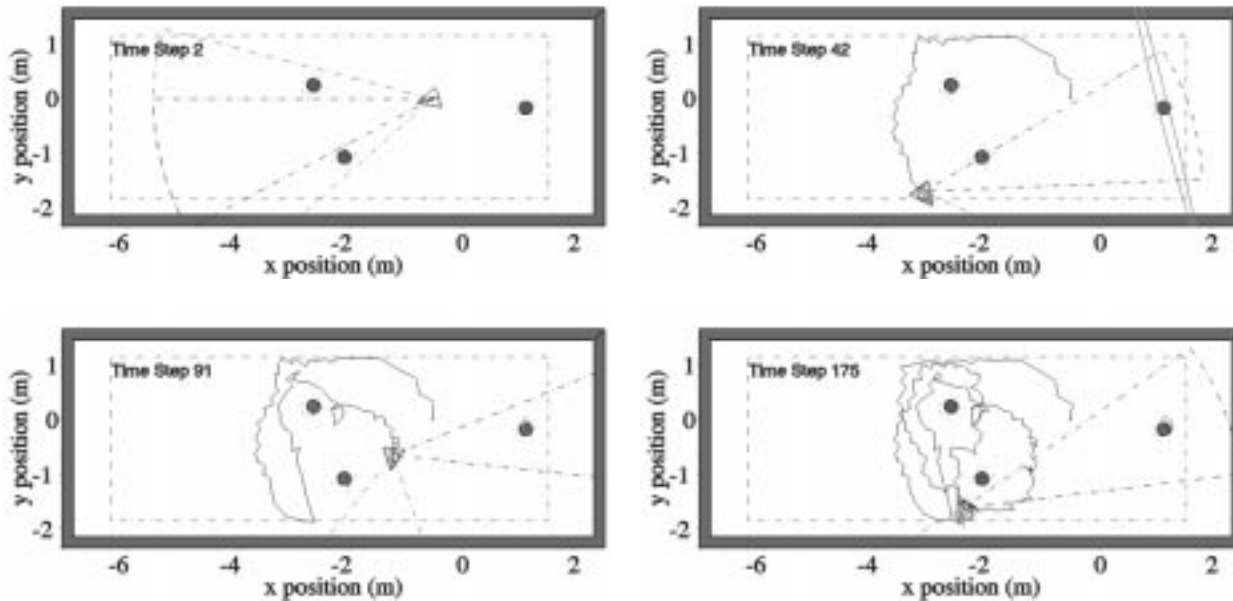 1
Time Step 2
0
-1
-2
y position (m)
-6 -4 -2 0 2
x position (m)
1
Time Step 42
0
-1
-2
y position (m)
-6 -4 -2 0 2
x position (m)
1
Time Step 91
0
-1
-2
y position (m)
-6 -4 -2 0 2
x position (m)
1
Time Step 175
0
-1
-2
y position (m)
-6 -4 -2 0 2
x position (m)